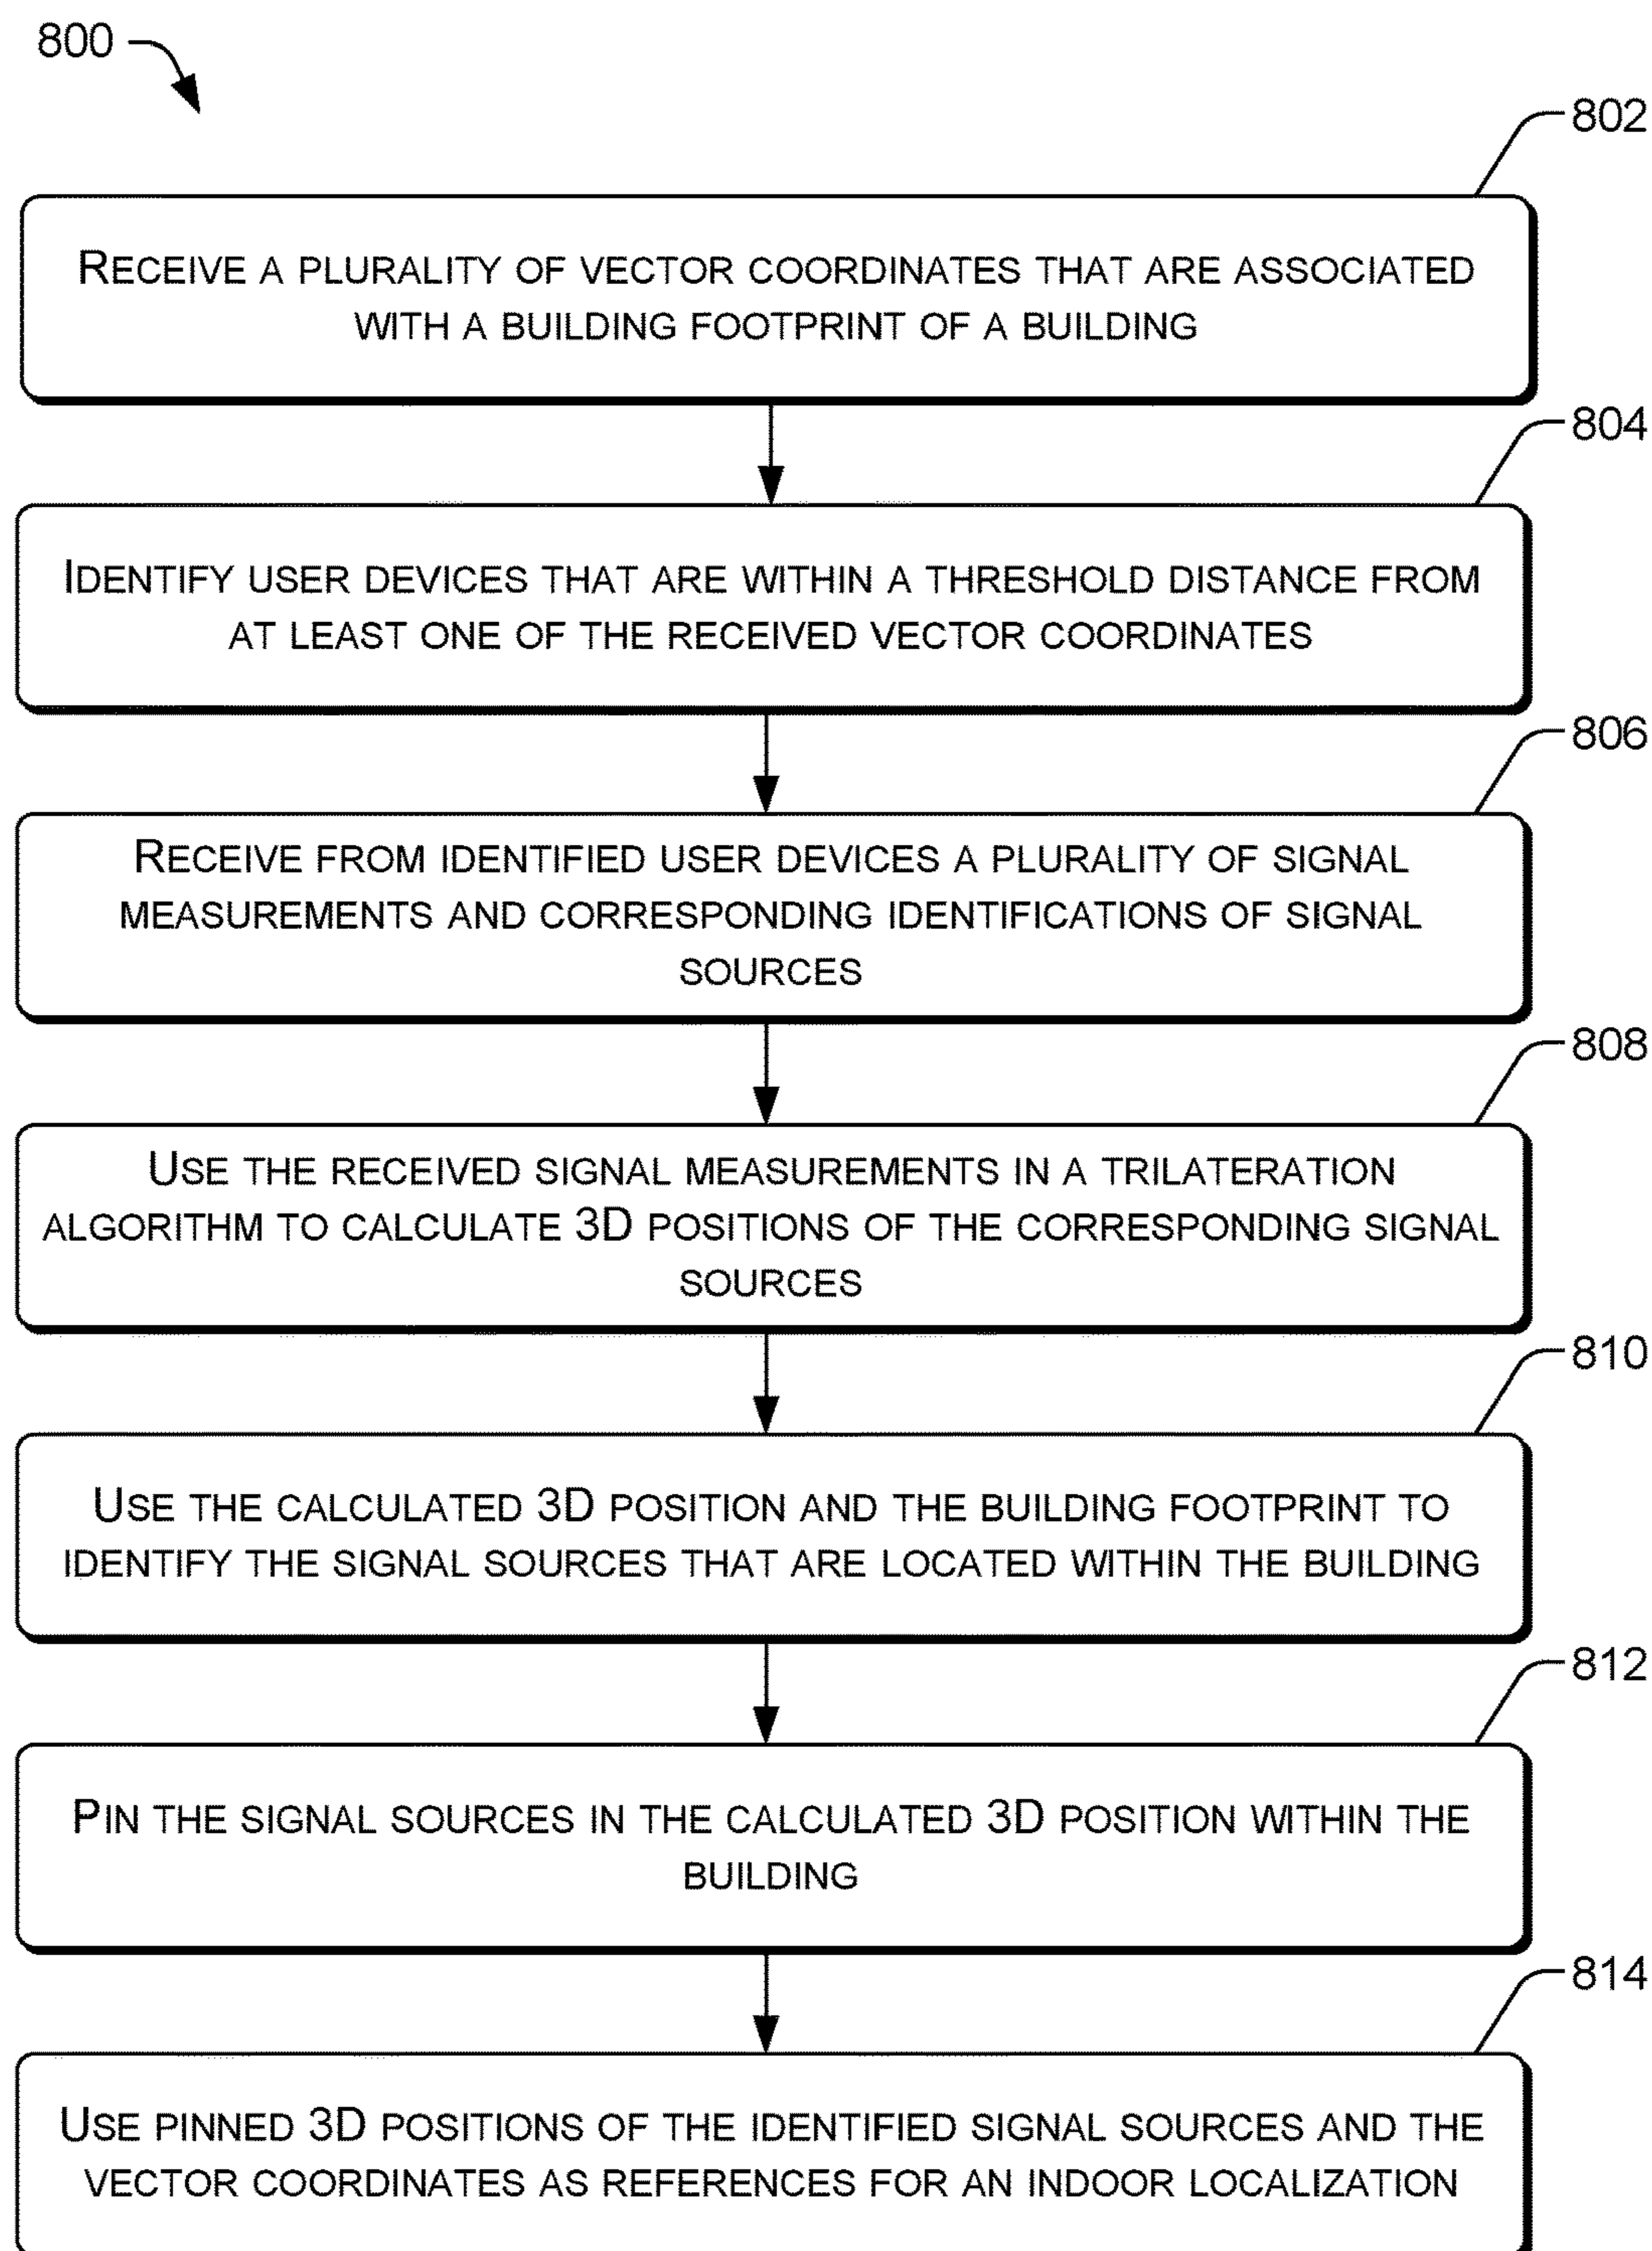 800
802
RECEIVE A PLURALITY OF VECTOR COORDINATES THAT ARE ASSOCIATED
WITH A BUILDING FOOTPRINT OF A BUILDING
804
IDENTIFY USER DEVICES THAT ARE WITHIN A THRESHOLD DISTANCE FROM
AT LEAST ONE OF THE RECEIVED VECTOR COORDINATES
806
RECEIVE FROM IDENTIFIED USER DEVICES A PLURALITY OF SIGNAL
MEASUREMENTS AND CORRESPONDING IDENTIFICATIONS OF SIGNAL
SOURCES
808
USE THE RECEIVED SIGNAL MEASUREMENTS IN A TRILATERATION
ALGORITHM TO CALCULATE 3D POSITIONS OF THE CORRESPONDING SIGNAL
SOURCES
810
USE THE CALCULATED 3D POSITION AND THE BUILDING FOOTPRINT TO
IDENTIFY THE SIGNAL SOURCES THAT ARE LOCATED WITHIN THE BUILDING
812
PIN THE SIGNAL SOURCES IN THE CALCULATED 3D POSITION WITHIN THE
BUILDING
814
USE PINNED 3D POSITIONS OF THE IDENTIFIED SIGNAL SOURCES AND THE
VECTOR COORDINATES AS REFERENCES FOR AN INDOOR LOCALIZATION